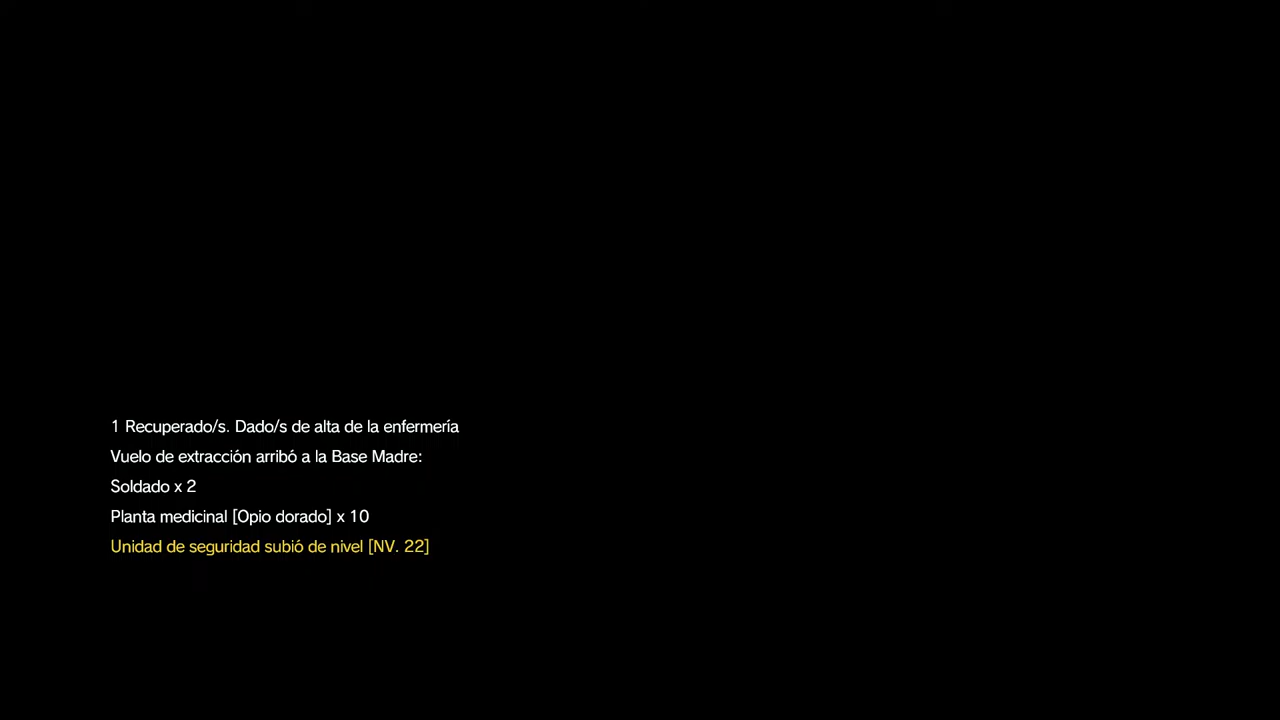 1 Recuperado/s. Dado/s de alta de la enfermería
Vuelo de extracción arribó a la Base Madre:
Soldado x 2
Planta medicinal [Opio dorado] x 10
Unidad de seguridad subió de nivel [NV. 22]